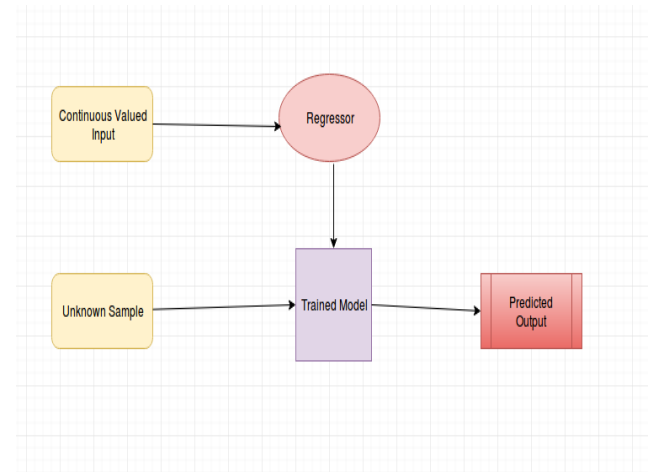 Continuous Valued
Input
Regressor
Unknown Sample
Trained Model
Predicted
Output